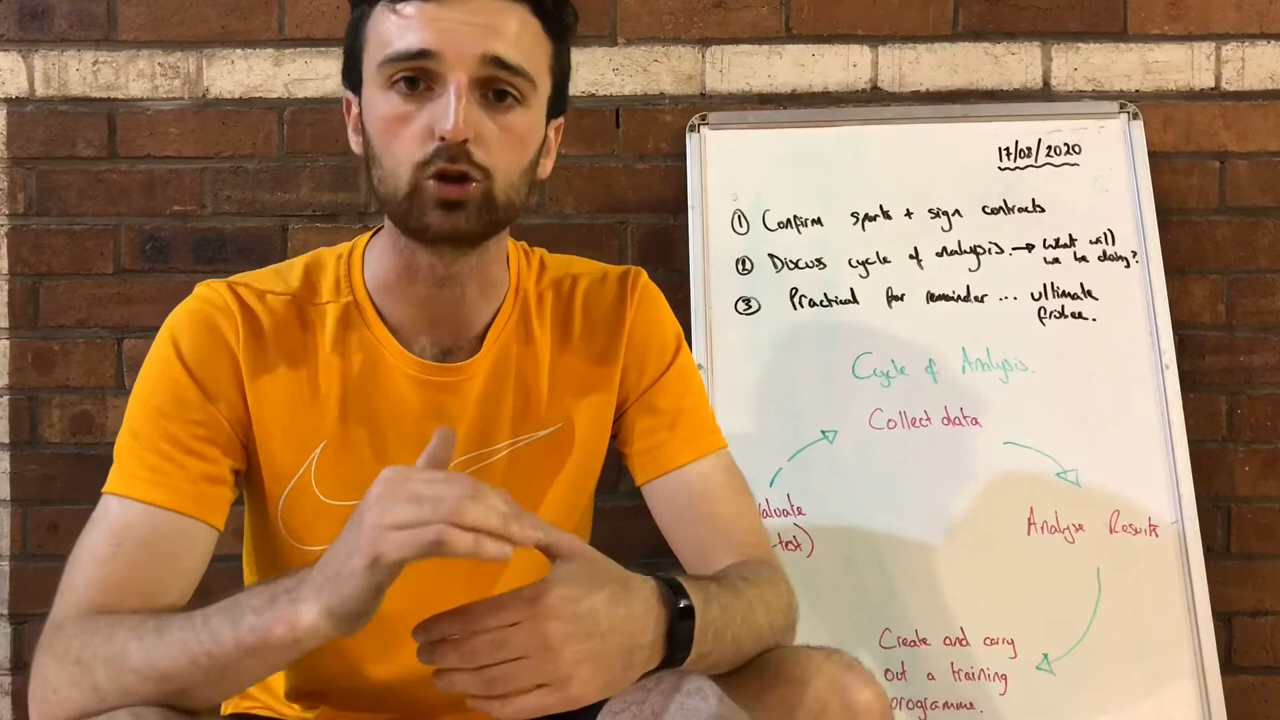 17/08/2020
① Confirm sports + sign contracts
② Discuss cycle of analysis. → what will
we be doing?
③ Practical for remainder ... ultimate
frisbee.
Cycle of Analysis.
Collect data
Analyse Results
Create and carry
out a training
programme.